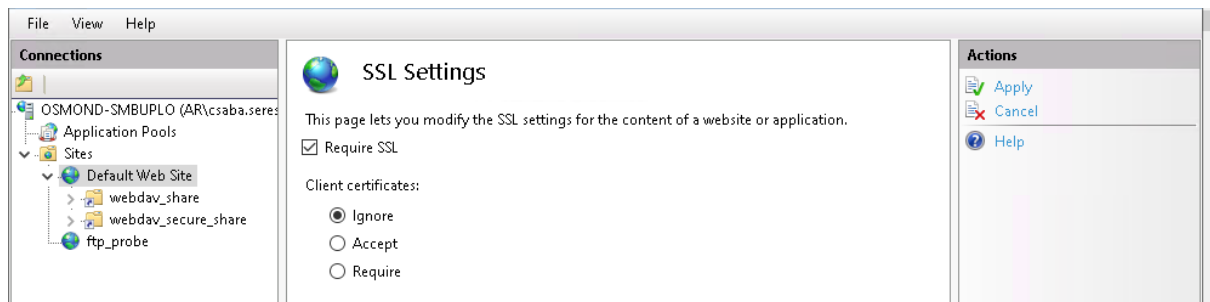 File View Help
Connections
OSMOND-SMBUPLO (AR\csaba.seres
Application Pools
Sites
Default Web Site
webdav_share
webdav_secure_share
ftp_probe
SSL Settings
This page lets you modify the SSL settings for the content of a website or application.
Require SSL
Client certificates:
Ignore
Accept
Require
Actions
Apply
Cancel
Help